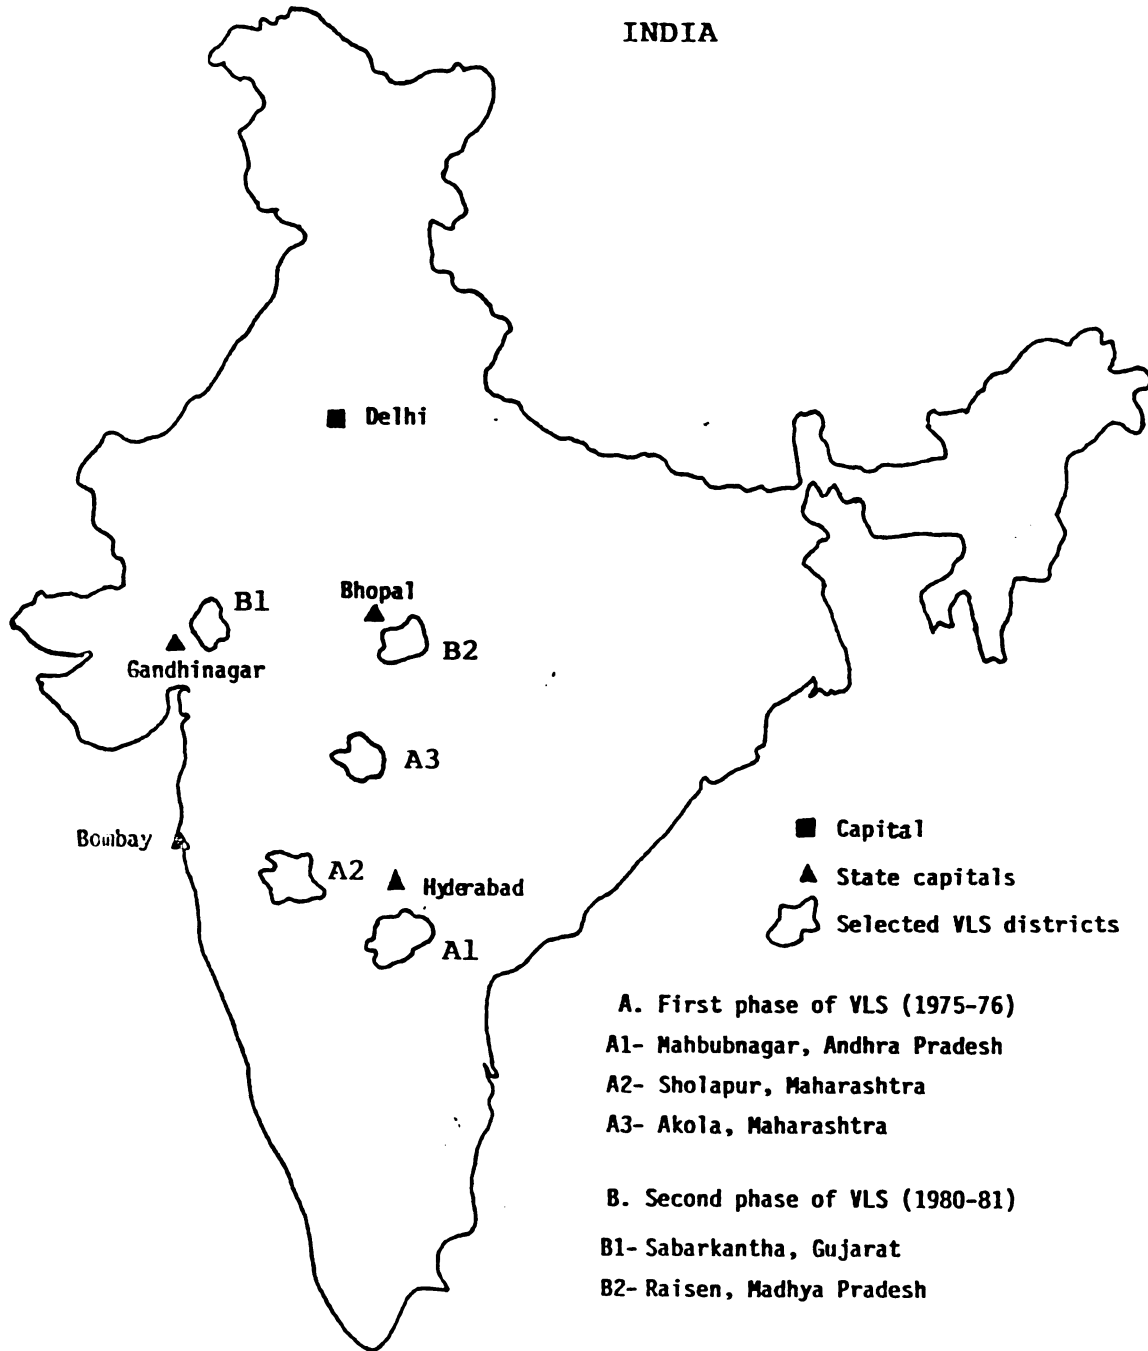 INDIA
Delhi
B1
Bhopal
B2
Gandhinagar
A3
Bombay
A2
Hyderabad
A1
Capital
State capitals
Selected VLS districts
A. First phase of VLS (1975-76)
A1- Mahbubnagar, Andhra Pradesh
A2- Sholapur, Maharashtra
A3- Akola, Maharashtra
B. Second phase of VLS (1980-81)
B1- Sabarkantha, Gujarat
B2- Raisen, Madhya Pradesh